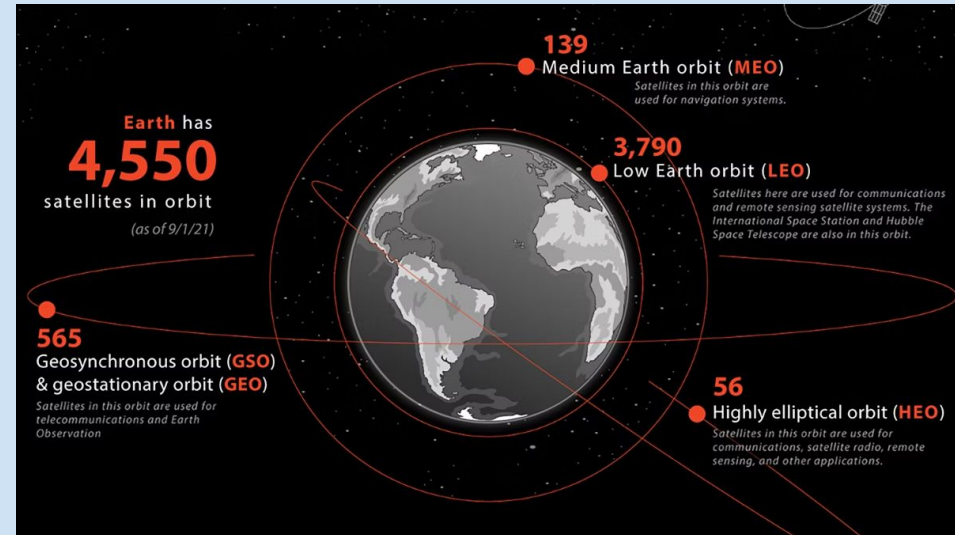 139
Medium Earth orbit (MEO)
Satellites in this orbit are
used for navigation systems.
Earth has
4,550
satellites in orbit
(as of 9/1/21)
3,790
Low Earth orbit (LEO)
Satellites here are used for communications
and remote sensing satellite systems. The
International Space Station and Hubble
Space Telescope are also in this orbit.
565
Geosynchronous orbit (GSO)
& geostationary orbit (GEO)
Satellites in this orbit are used for
telecommunications and Earth
Observation
56
Highly elliptical orbit (HEO)
Satellites in this orbit are used for
communications, satellite radio, remote
sensing, and other applications.